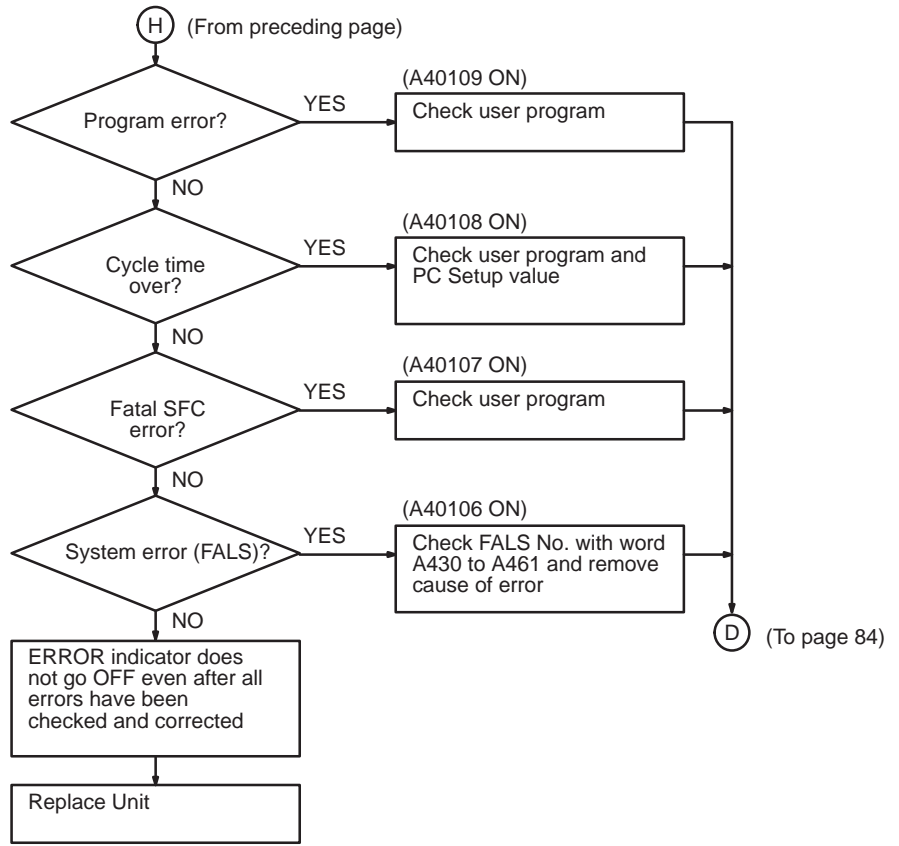 H (From preceding page)
(A40109 ON)
Program error?
YES
Check user program
NO
(A40108 ON)
Cycle time
over?
YES
Check user program and
PC Setup value
NO
(A40107 ON)
Fatal SFC
error?
YES
Check user program
NO
(A40106 ON)
System error (FALS)?
YES
Check FALS No. with word
A430 to A461 and remove
cause of error
NO
D (To page 84)
ERROR indicator does
not go OFF even after all
errors have been
checked and corrected
Replace Unit